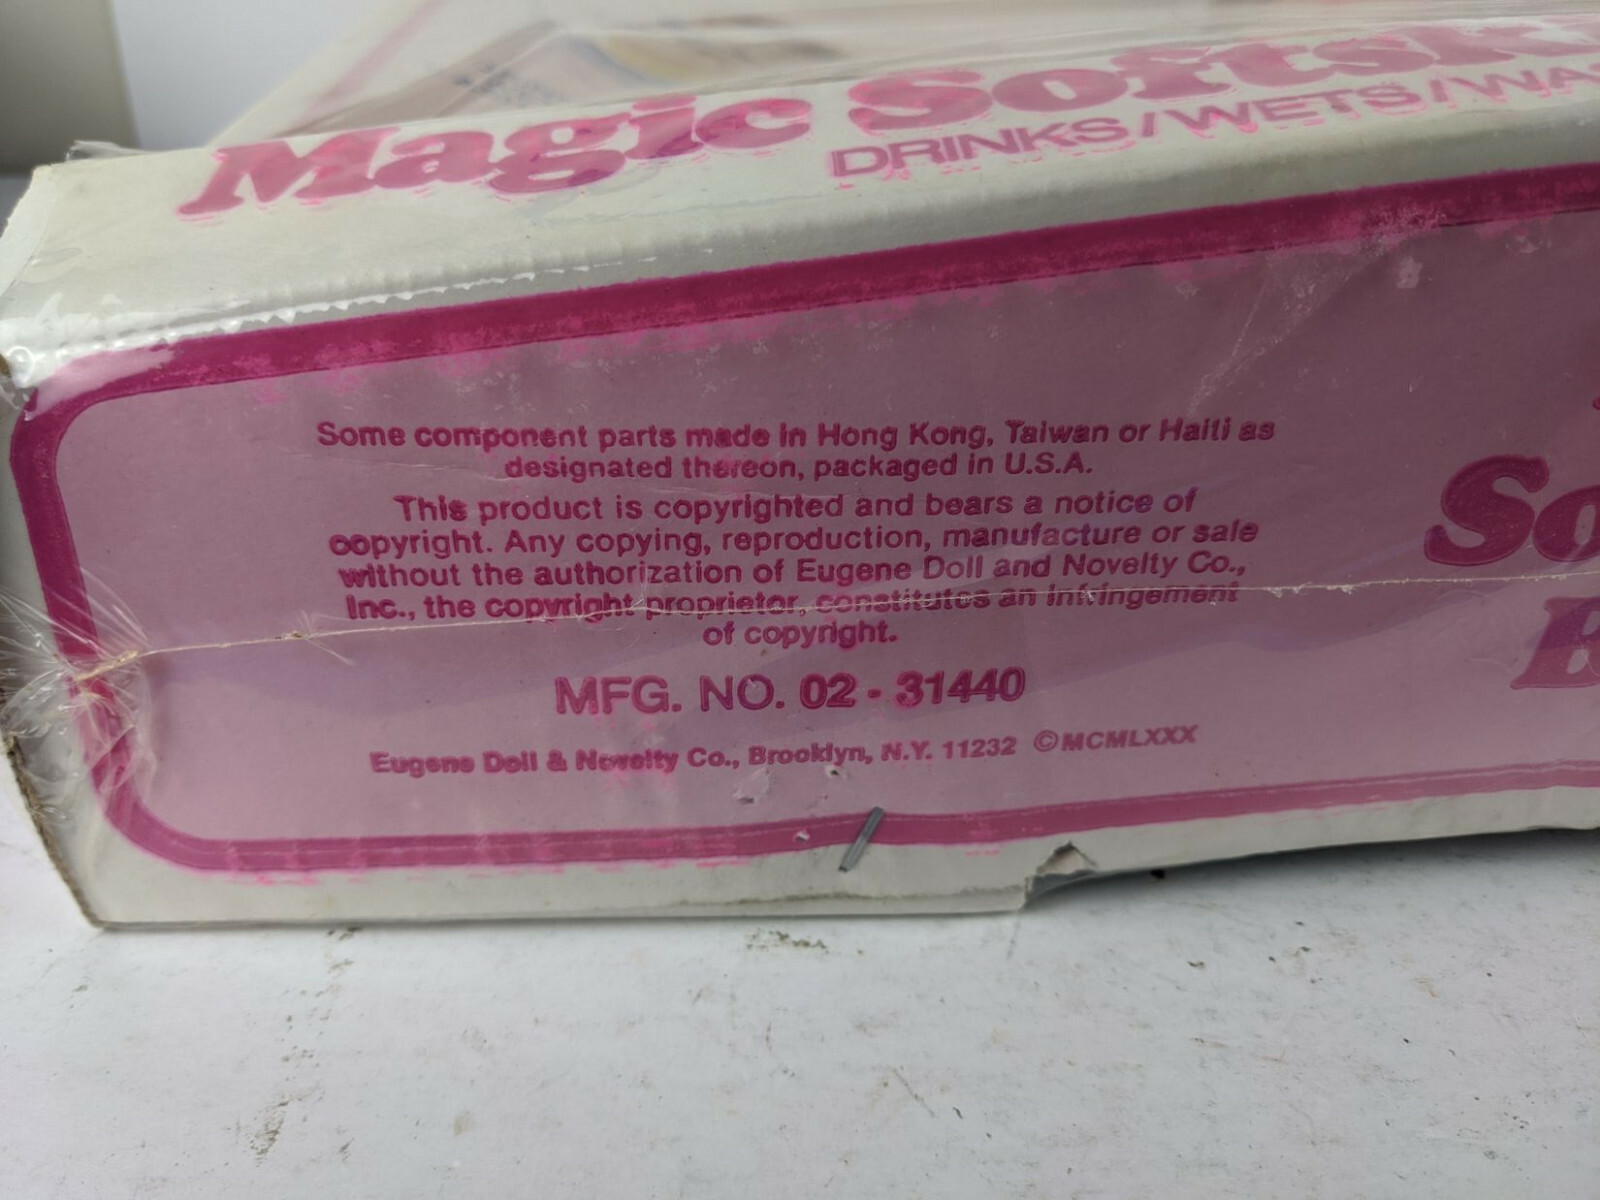 Magic Softski
DRINKS/WETS/WAS
Some component parts made in Hong Kong, Taiwan or Haiti as
designated thereon, packaged in U.S.A.
This product is copyrighted and bears a notice of
copyright. Any copying, reproduction, manufacture or sale
without the authorization of Eugene Doll and Novelty Co.,
Inc., the copyright proprietor, constitutes an infringement
of copyright.
MFG. NO. 02 - 31440
Eugene Doll & Novelty Co., Brooklyn, N.Y. 11232 ©MCMLXXX
So
B